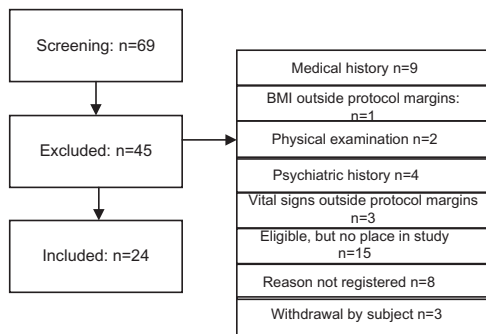 Screening: n=69
Excluded: n=45
Included: n=24
Medical history n=9
BMI outside protocol margins:
n=1
Physical examination n=2
Psychiatric history n=4
Vital signs outside protocol margins
n=3
Eligible, but no place in study
n=15
Reason not registered n=8
Withdrawal by subject n=3